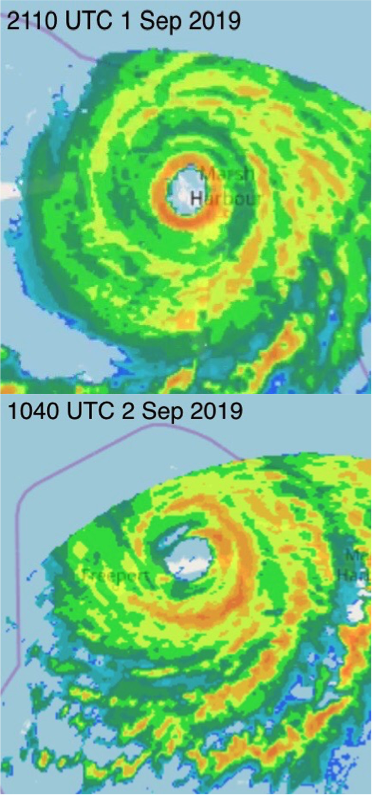 2110 UTC 1 Sep 2019
Marsh
Harbour
1040 UTC 2 Sep 2019
Freeport